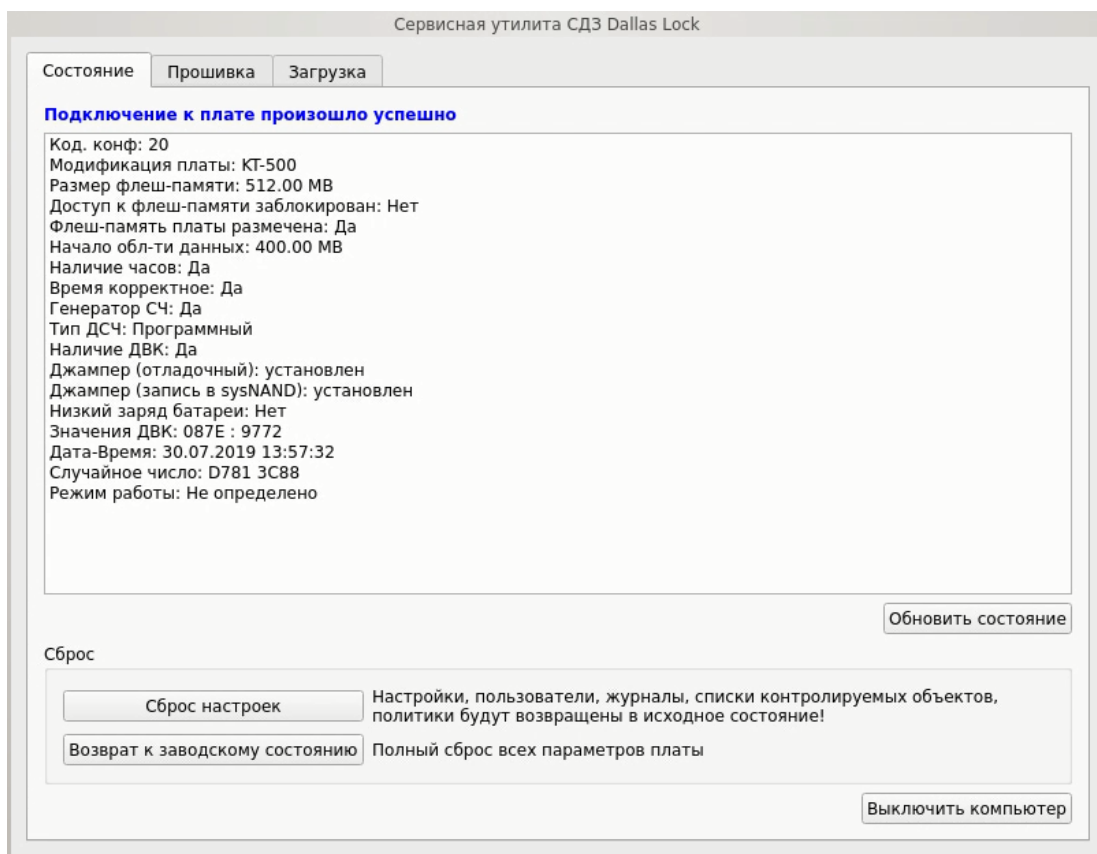 Сервисная утилита СДЗ Dallas Lock
Состояние
Прошивка
Загрузка
Подключение к плате произошло успешно
Код. конф: 20
Модификация платы: KT-500
Размер флеш-памяти: 512.00 MB
Доступ к флеш-памяти заблокирован: Нет
Флеш-память платы размечена: Да
Начало обл-ти данных: 400.00 MB
Наличие часов: Да
Время корректное: Да
Генератор СЧ: Да
Тип ДСЧ: Программный
Наличие ДВК: Да
Джампер (отладочный): установлен
Джампер (запись в sysNAND): установлен
Низкий заряд батареи: Нет
Значения ДВК: 087E : 9772
Дата-Время: 30.07.2019 13:57:32
Случайное число: D781 3C88
Режим работы: Не определено
Обновить состояние
Сброс
Сброс настроек
Настройки, пользователи, журналы, списки контролируемых объектов,
политики будут возвращены в исходное состояние!
Возврат к заводскому состоянию
Полный сброс всех параметров платы
Выключить компьютер